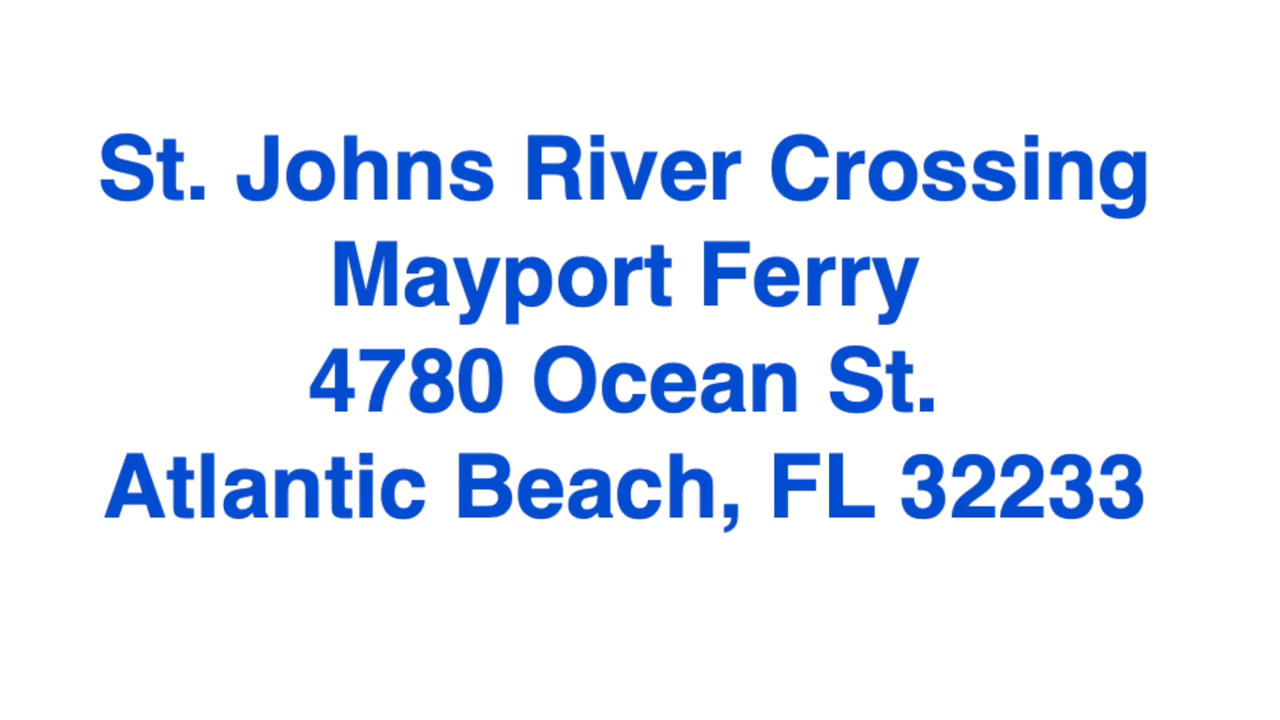 St. Johns River Crossing
Mayport Ferry
4780 Ocean St.
Atlantic Beach, FL 32233